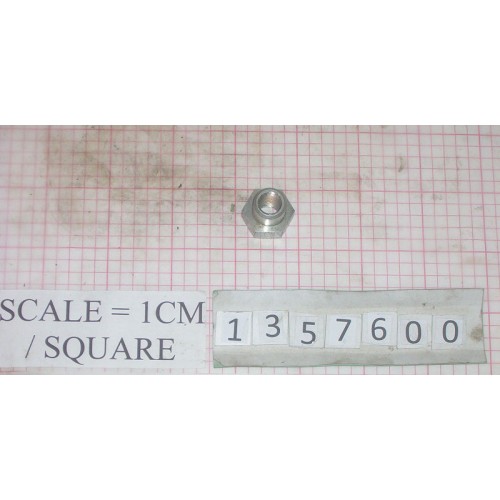 SCALE = 1CM
/ SQUARE
1357600